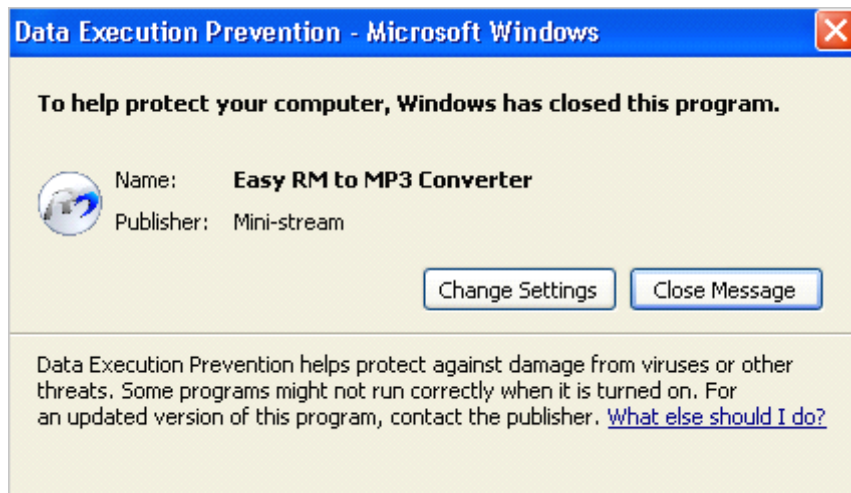 Data Execution Prevention - Microsoft Windows
To help protect your computer, Windows has closed this program.
Name: Easy RM to MP3 Converter
Publisher: Mini-stream
Change Settings Close Message
Data Execution Prevention helps protect against damage from viruses or other
threats. Some programs might not run correctly when it is turned on. For
an updated version of this program, contact the publisher. What else should I do?